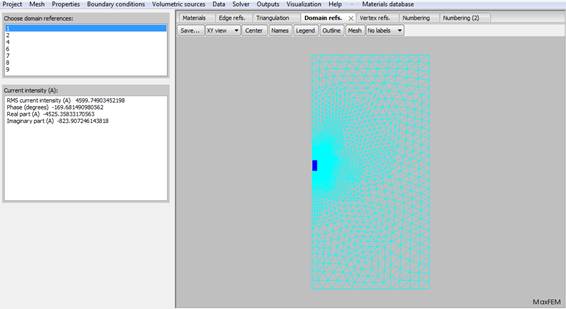 Project Mesh Properties Boundary conditions Volumetric sources Data Solver Outputs Visualization Help Materials database
Choose domain references:
1
2
4
6
7
8
9
Current intensity (A):
RMS current intensity (A) 4599.74903452198
Phase (degrees) -169.681490980562
Real part (A) -4525.35833170563
Imaginary part (A) -823.907246143818
Materials Edge refs. Triangulation Domain refs. Vertex refs. Numbering Numbering (2)
Save... XY view Center Names Legend Outline Mesh No labels
MaxFEM